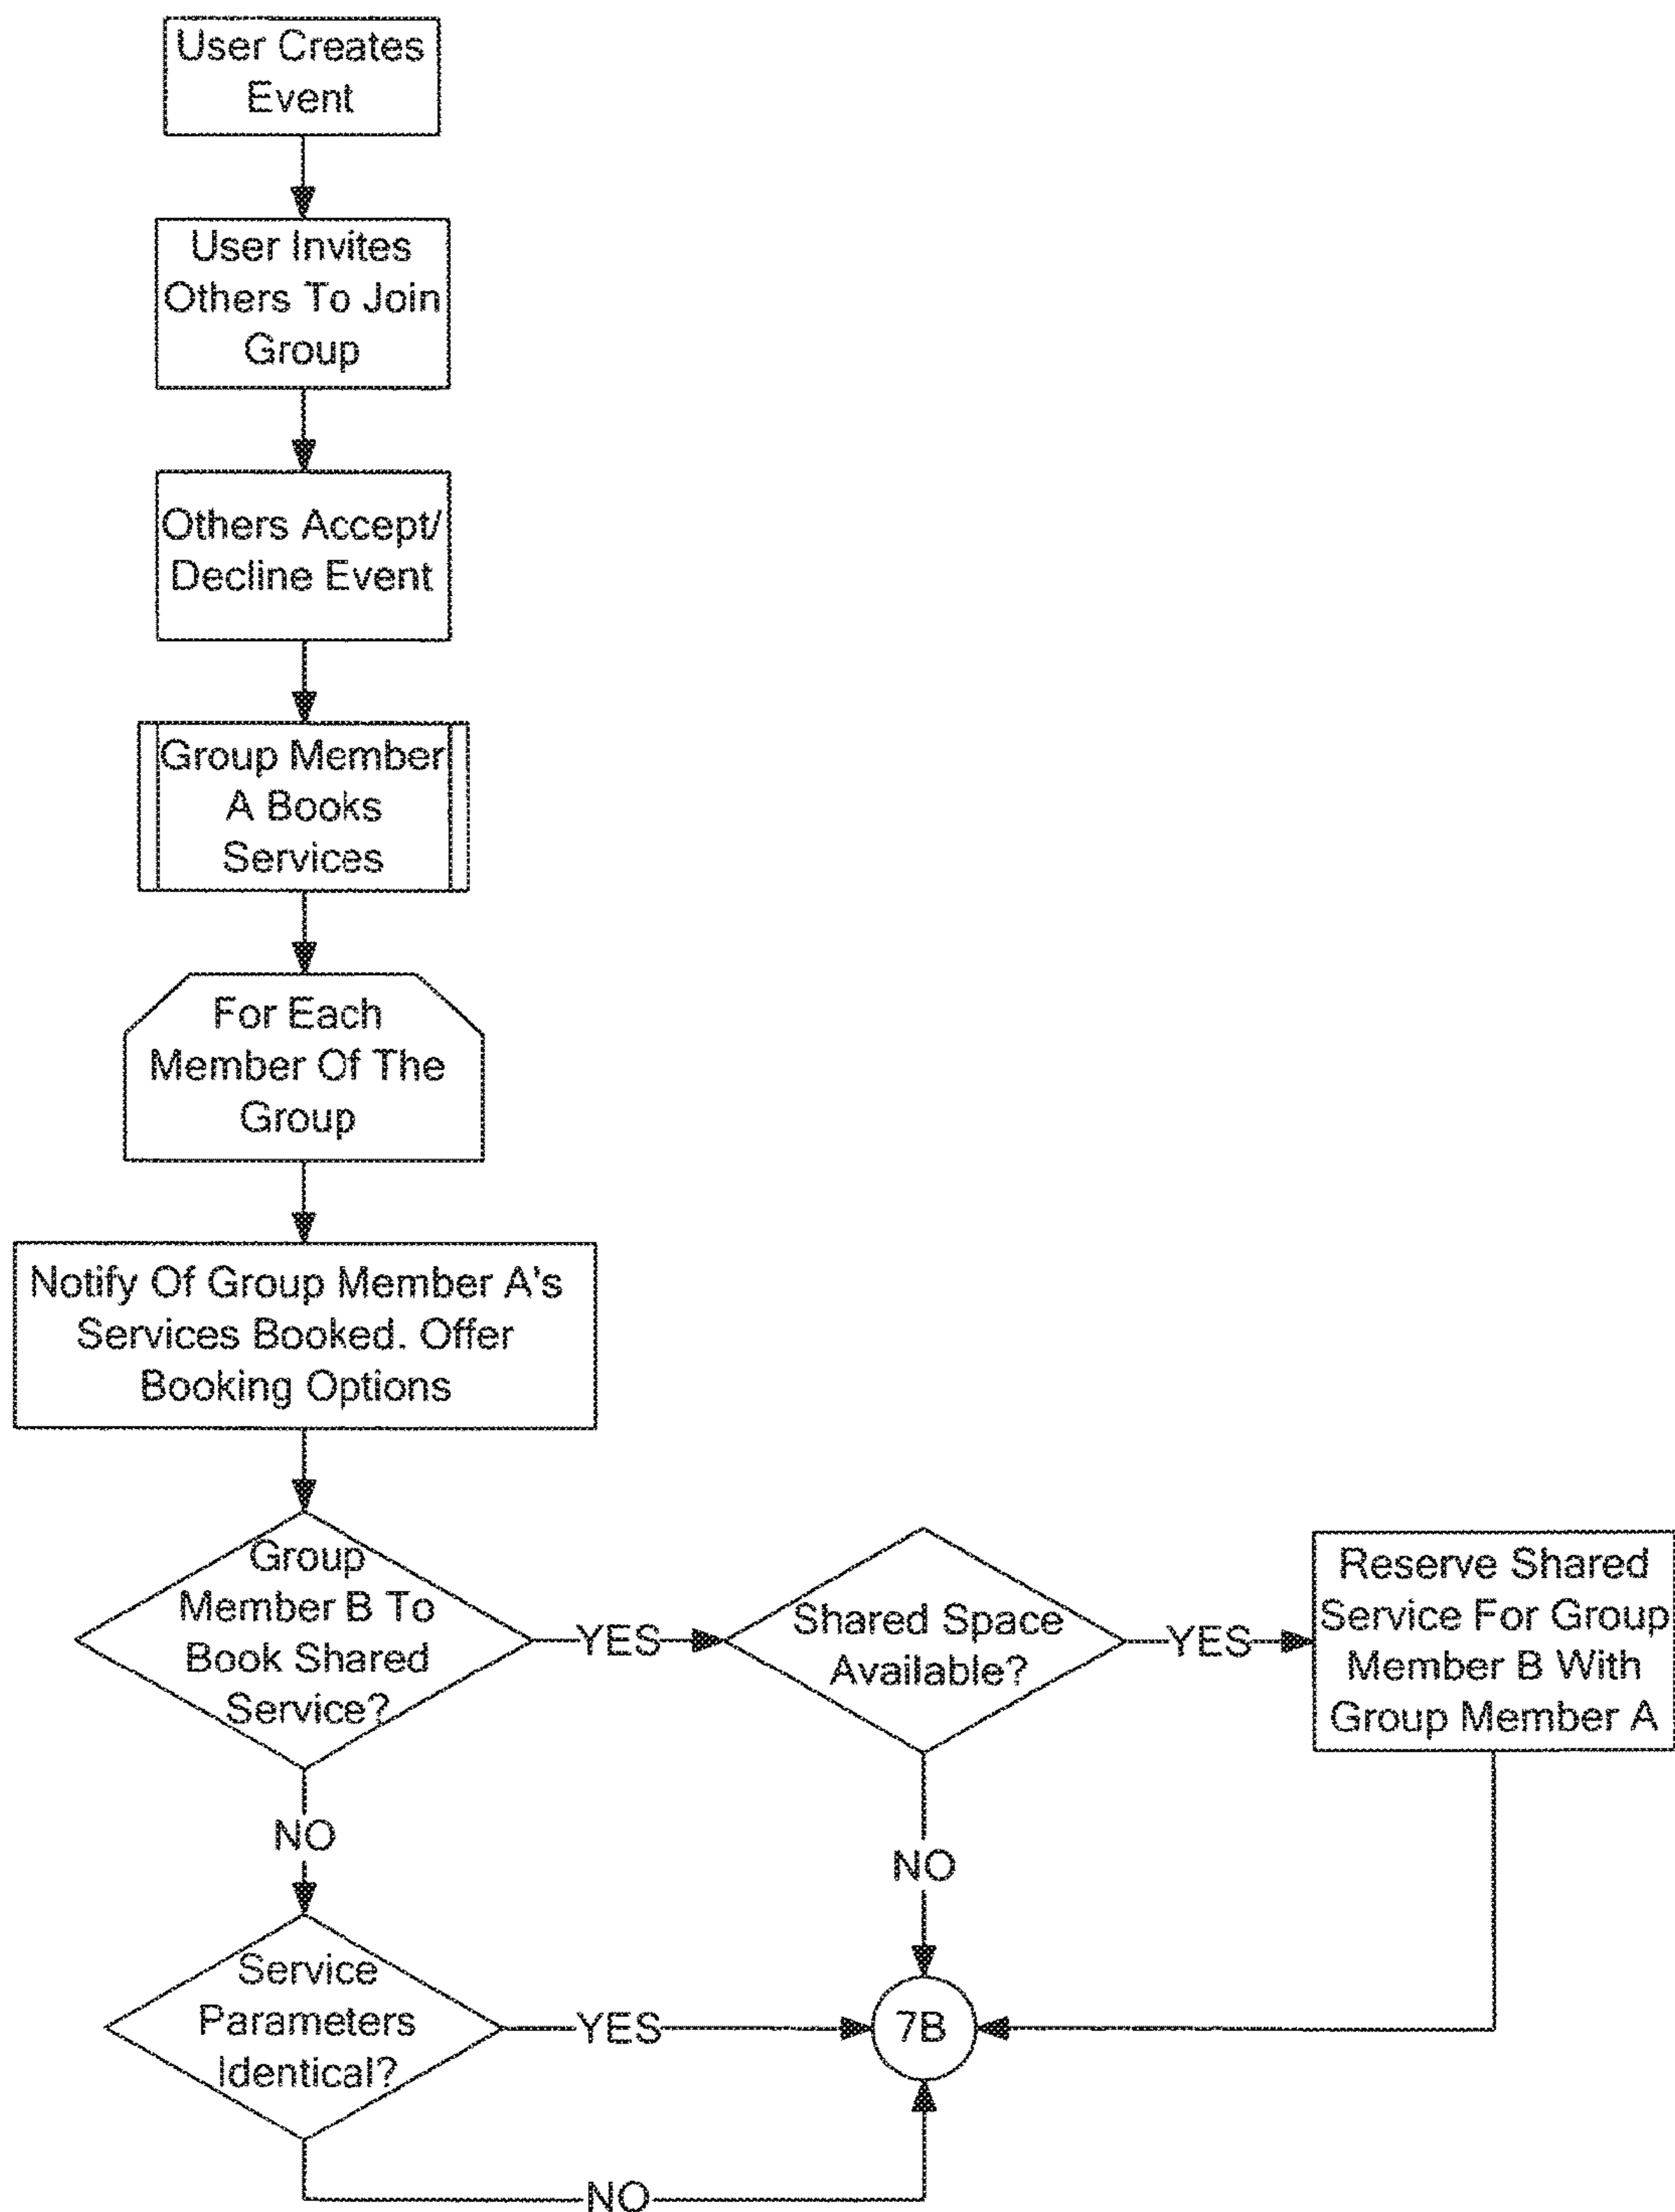 User Creates
Event
User Invites
Others To Join
Group
Others Accept/
Decline Event
Group Member
A Books
Services
For Each
Member Of The
Group
Notify Of Group Member A's
Services Booked. Offer
Booking Options
Group
Member B To
Book Shared
Service?
YES
Shared Space
Available?
YES
Reserve Shared
Service For Group
Member B With
Group Member A
NO
NO
Service
Parameters
Identical?
YES
7B
NO